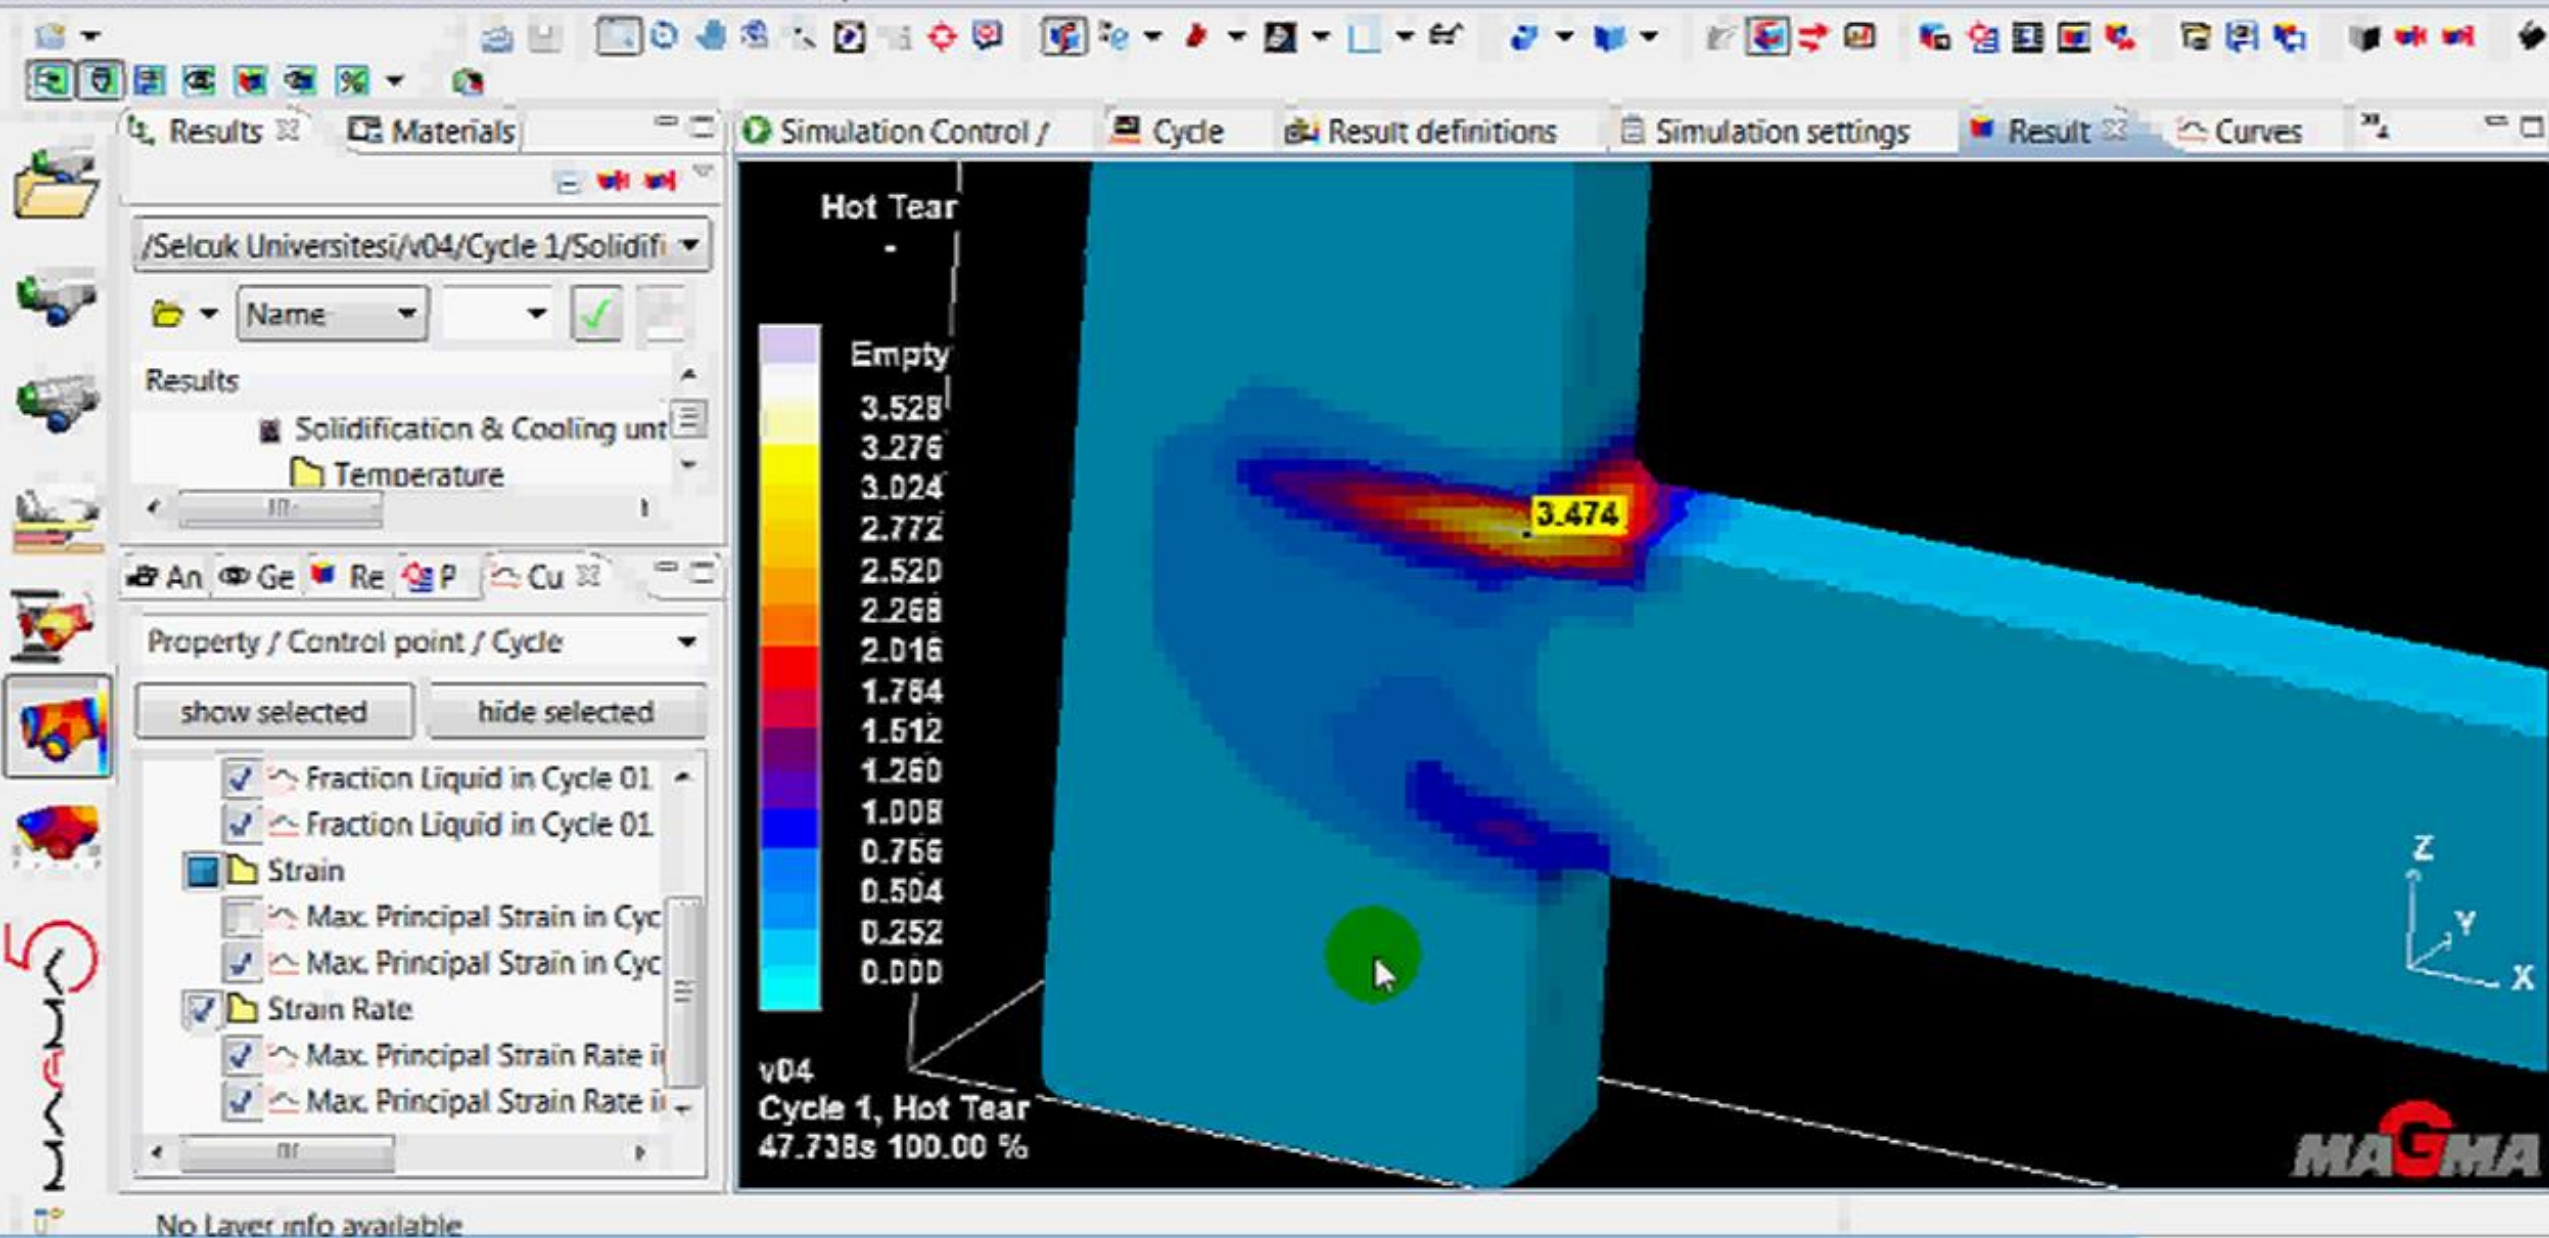 Results
Materials
Simulation Control /
Cycle
Result definitions
Simulation settings
Result
Curves
/Selcuk Universitesi/v04/Cycle 1/Solidifi
Name
Results
Solidification & Cooling unt
Temperature
An
Ge
Re
P
Cu
Property / Control point / Cycle
show selected
hide selected
Fraction Liquid in Cycle 01
Fraction Liquid in Cycle 01
Strain
Max. Principal Strain in Cyc
Max. Principal Strain in Cyc
Strain Rate
Max. Principal Strain Rate i
Max. Principal Strain Rate i
MAGMA5
No Layer info available
Hot Tear
-
Empty
3.528
3.276
3.024
2.772
2.520
2.268
2.016
1.764
1.512
1.260
1.008
0.756
0.504
0.252
0.000
3.474
Z
Y
X
v04
Cycle 1, Hot Tear
47.738s 100.00 %
MAGMA